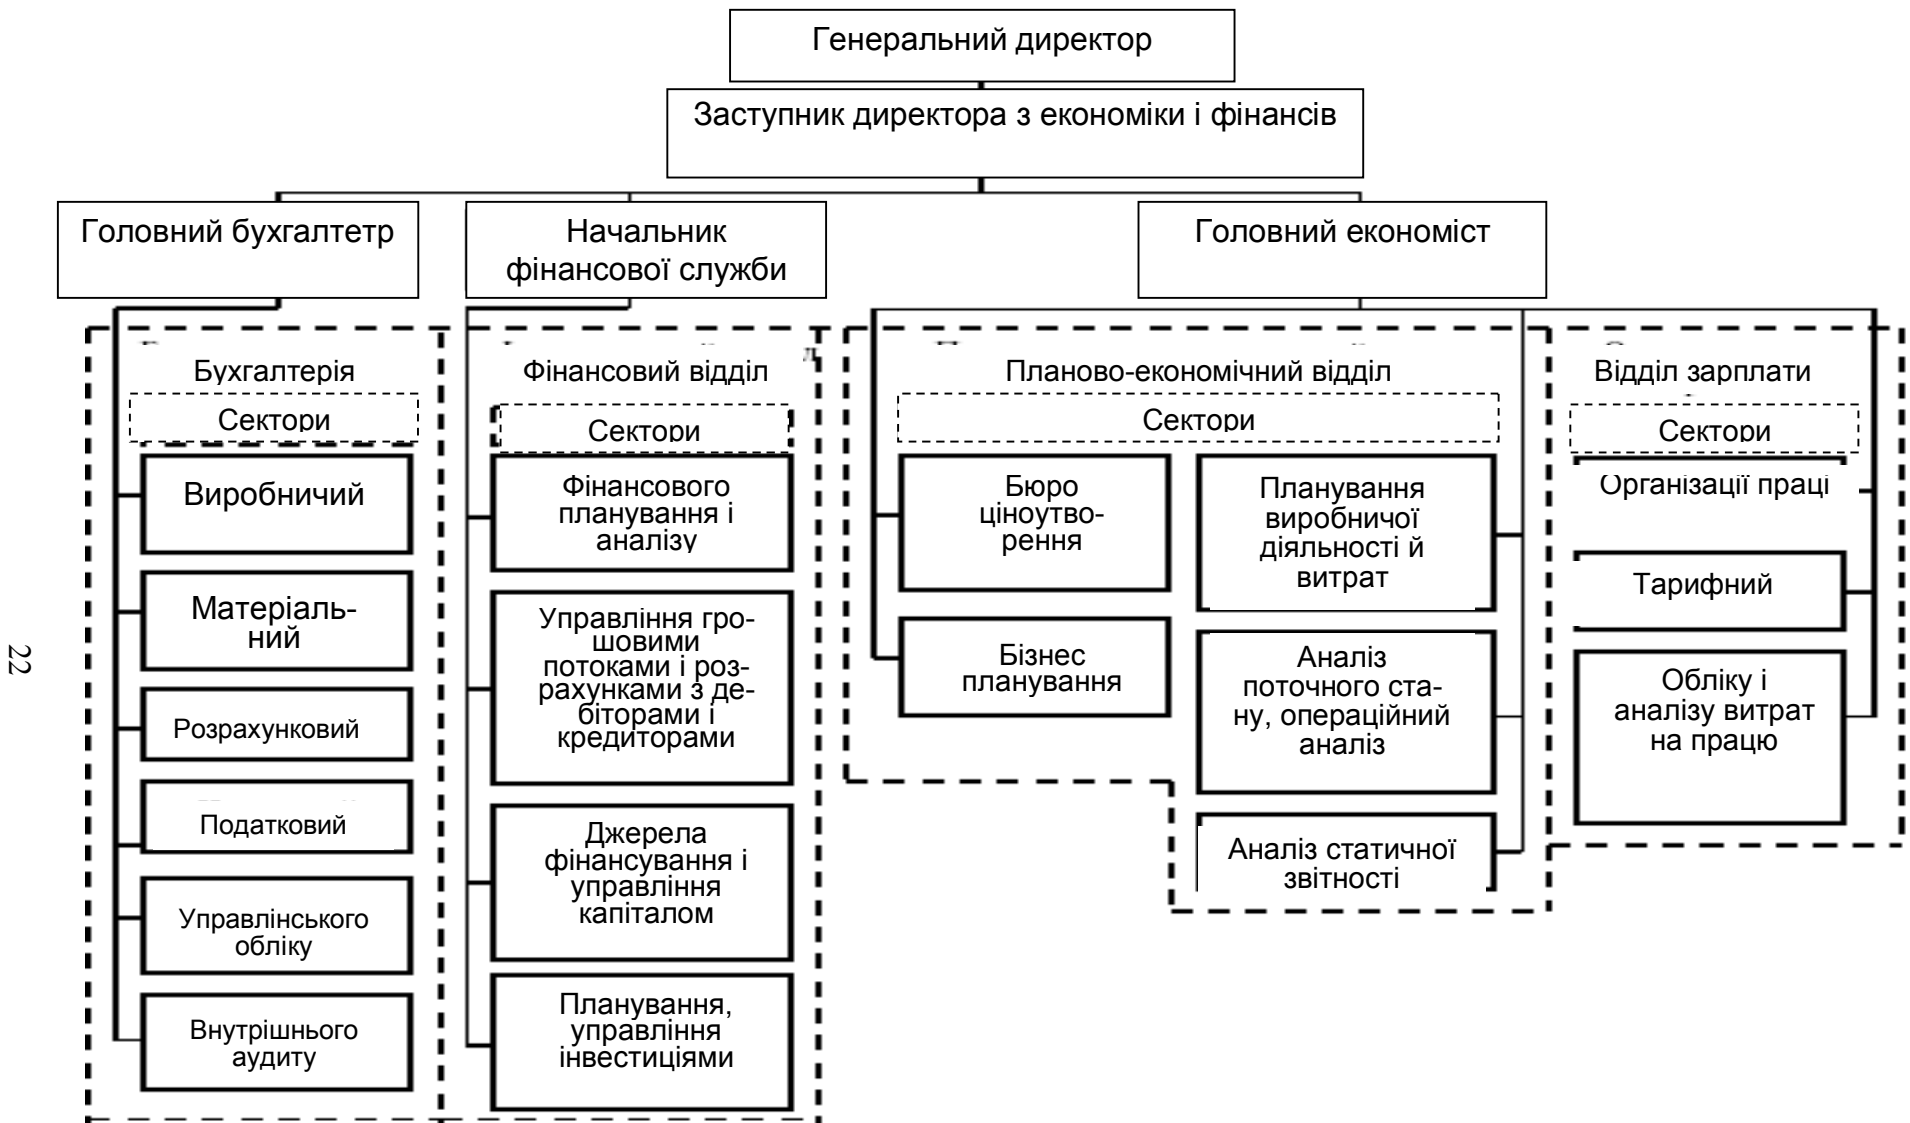 Генеральний директор
Заступник директора з економіки і фінансів
Головний бухгалтетр
Начальник
фінансової служби
Головний економіст
Бухгалтерія
Сектори
Виробничий
Матеріаль-
ний
Розрахунковий
Податковий
Управлінського
обліку
Внутрішнього
аудиту
Фінансовий відділ
Сектори
Фінансового
планування і
аналізу
Управління гро-
шовими
потоками і роз-
рахунками з де-
біторами і
кредиторами
Джерела
фінансування і
управління
капіталом
Планування,
управління
інвестиціями
Планово-економічний відділ
Сектори
Бюро
ціноутво-
рення
Бізнес
планування
Планування
виробничої
діяльності й
витрат
Аналіз
поточного ста-
ну, операційний
аналіз
Аналіз статичної
звітності
Відділ зарплати
Сектори
Організації праці
Тарифний
Обліку і
аналізу витрат
на працю
22